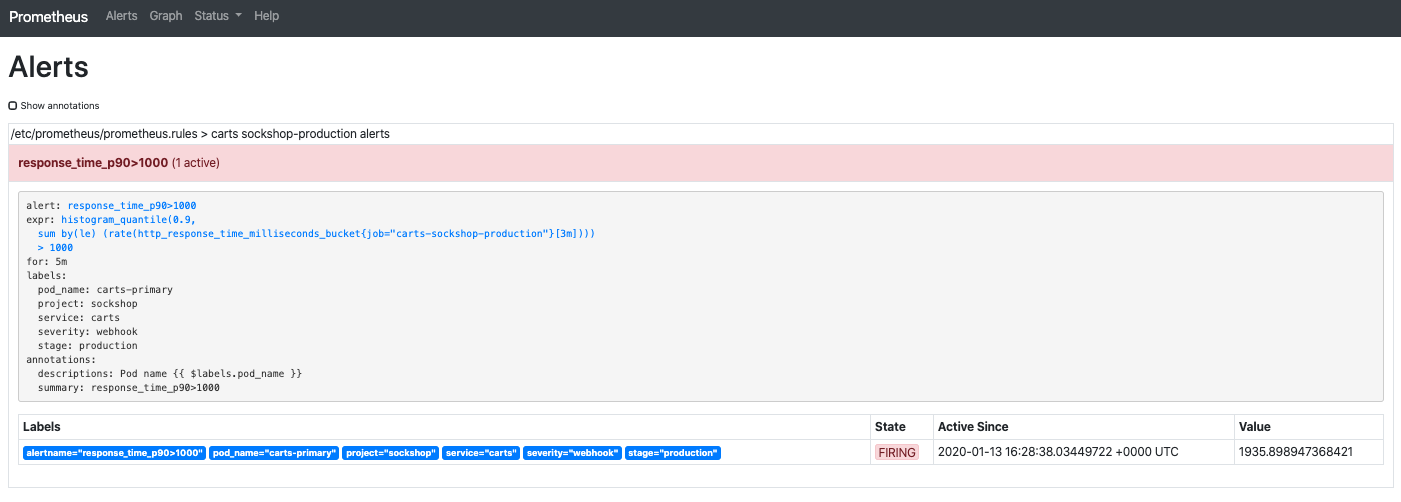 Prometheus Alerts Graph Status Help
Alerts
Show annotations
/etc/prometheus/prometheus.rules > carts sockshop-production alerts
response_time_p90>1000 (1 active)
alert: response_time_p90>1000
expr: histogram_quantile(0.9,
  sum by(le) (rate(http_response_time_milliseconds_bucket{job="carts-sockshop-production"}[3m])))
  > 1000
for: 5m
labels:
  pod_name: carts-primary
  project: sockshop
  service: carts
  severity: webhook
  stage: production
annotations:
  descriptions: Pod name {{ $labels.pod_name }}
  summary: response_time_p90>1000
Labels State Active Since Value
alertname="response_time_p90>1000" pod_name="carts-primary" project="sockshop" service="carts" severity="webhook" stage="production" FIRING 2020-01-13 16:28:38.03449722 +0000 UTC 1935.898947368421